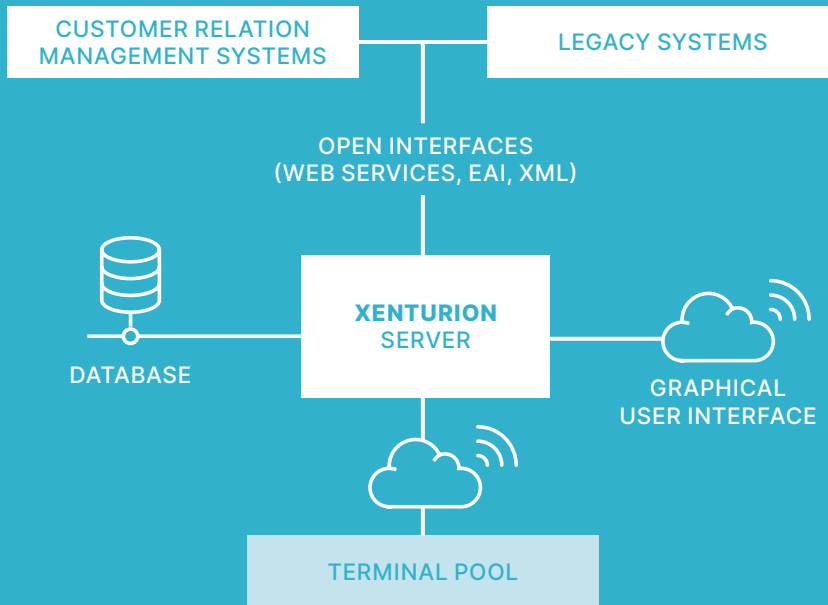 CUSTOMER RELATION
MANAGEMENT SYSTEMS
LEGACY SYSTEMS
OPEN INTERFACES
(WEB SERVICES, EAI, XML)
XENTURION
SERVER
DATABASE
GRAPHICAL
USER INTERFACE
TERMINAL POOL